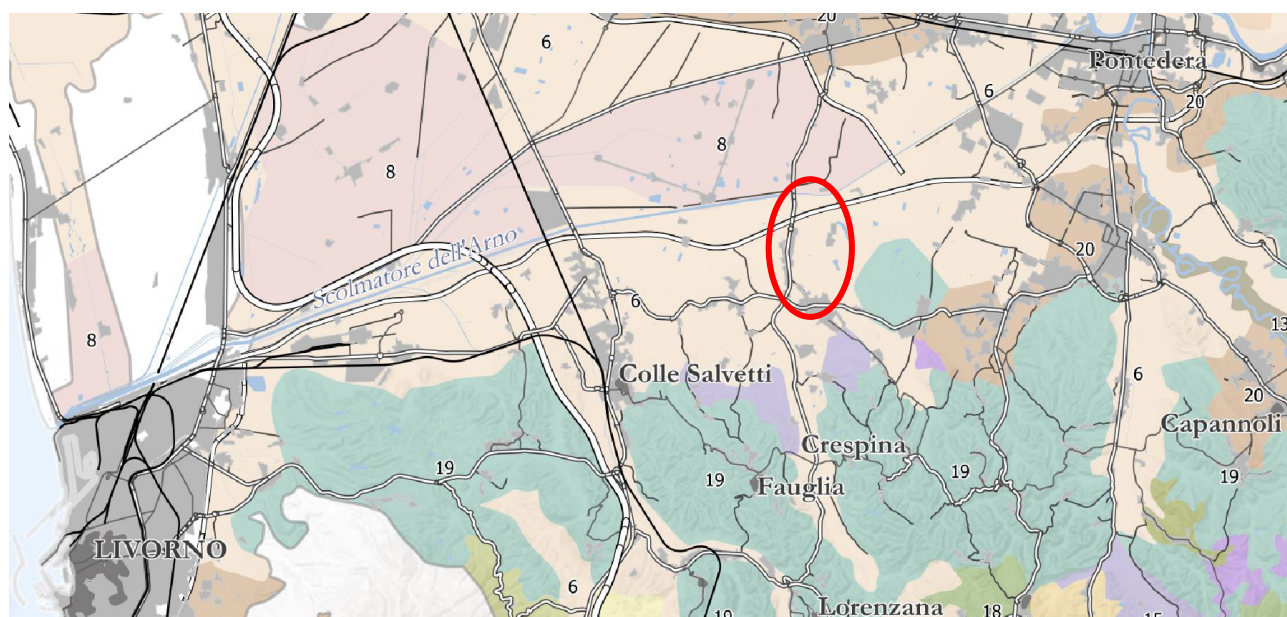 20
6
Pontedera
6
20
8
8
Scolmatore dell'Arno
20
6
13
8
6
Colle Salvetti
20
Capannoli
Crespina
19
19
19
19
Fauglia
LIVORNO
6
Lorenzana
18
19
15